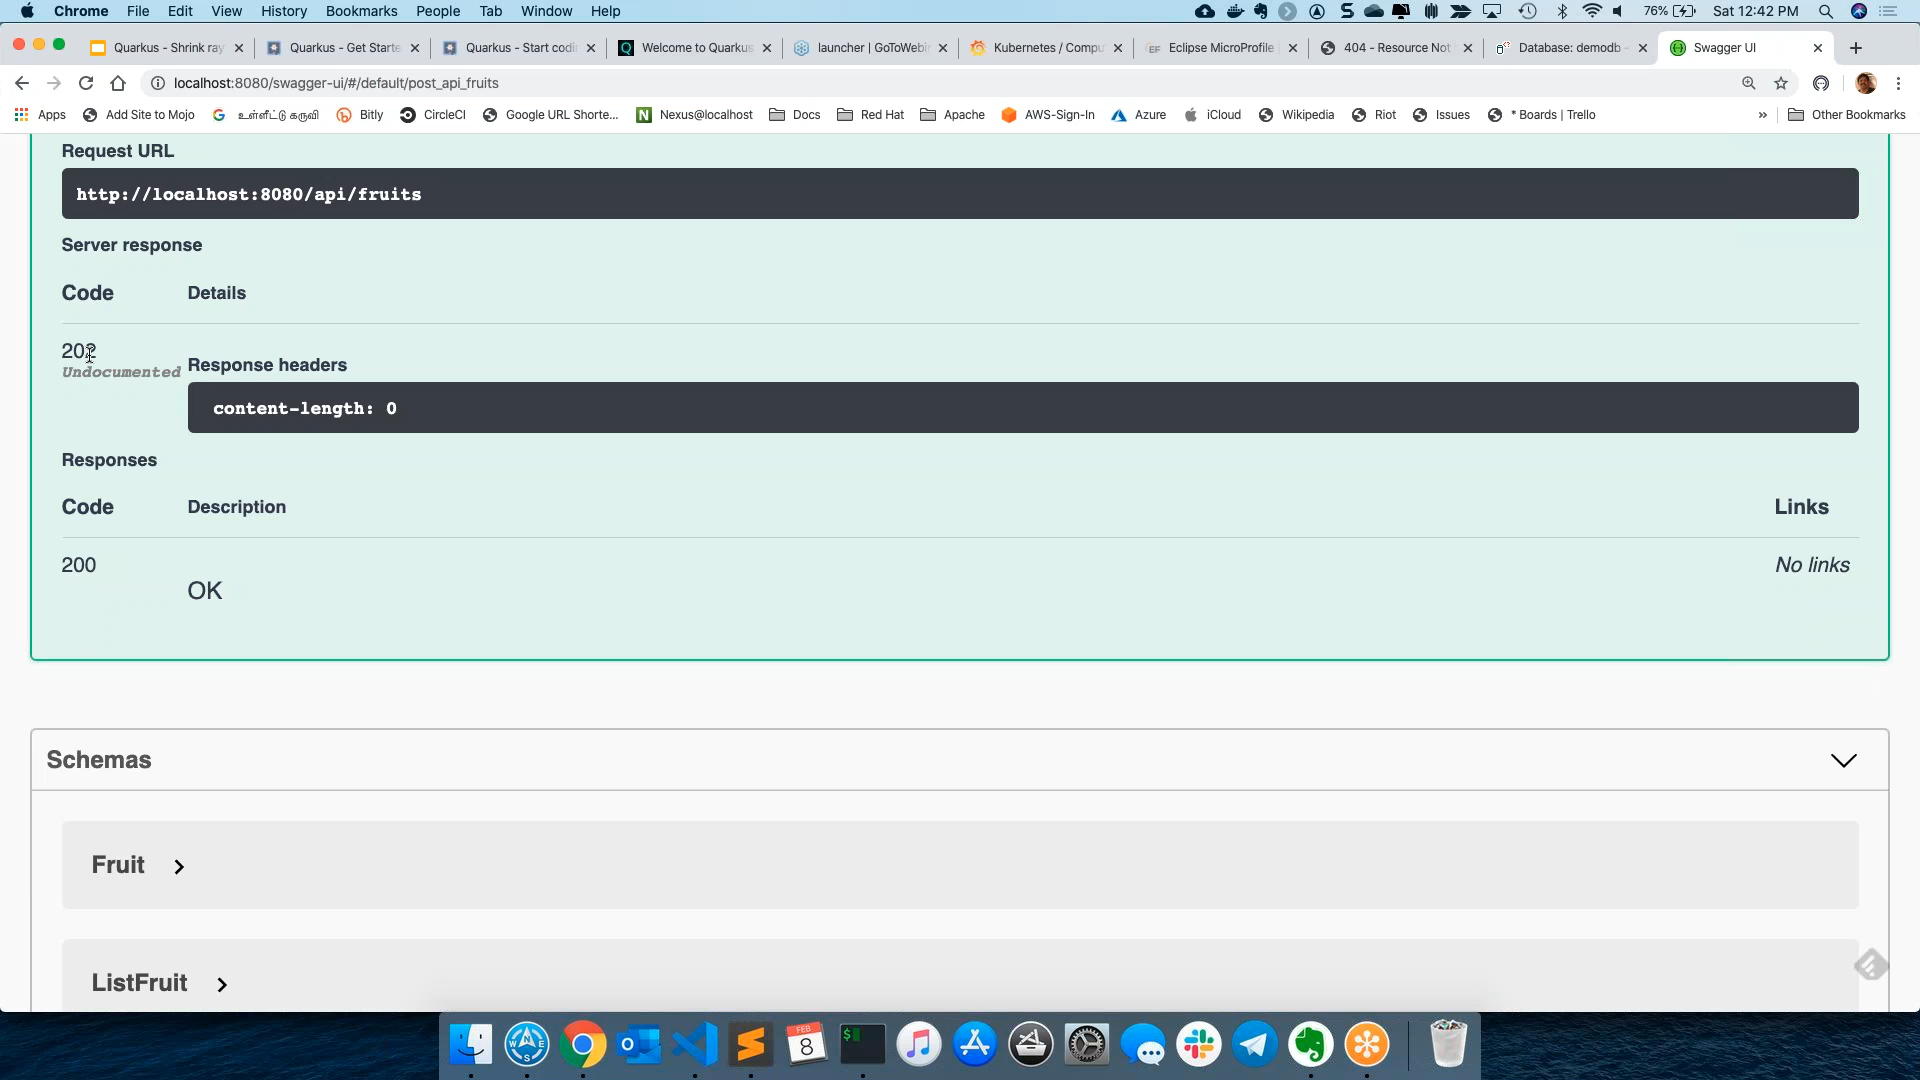 Chrome File Edit View History Bookmarks People Tab Window Help
76% Sat 12:42 PM
Quarkus - Shrink ray
Quarkus - Get Starte
Quarkus - Start codi
Welcome to Quarkus
launcher | GoToWebi
Kubernetes / Compu
Eclipse MicroProfile
404 - Resource Not
Database: demodb -
Swagger UI
localhost:8080/swagger-ui/#/default/post_api_fruits
Apps Add Site to Mojo உள்ளீட்டு கருவி Bitly CircleCI Google URL Shorte... Nexus@localhost Docs Red Hat Apache AWS-Sign-In Azure iCloud Wikipedia Riot Issues * Boards | Trello » Other Bookmarks
Request URL
http://localhost:8080/api/fruits
Server response
Code Details
202
Undocumented
Response headers
content-length: 0
Responses
Code Description Links
200 No links
OK
Schemas
Fruit
ListFruit
FEB
8